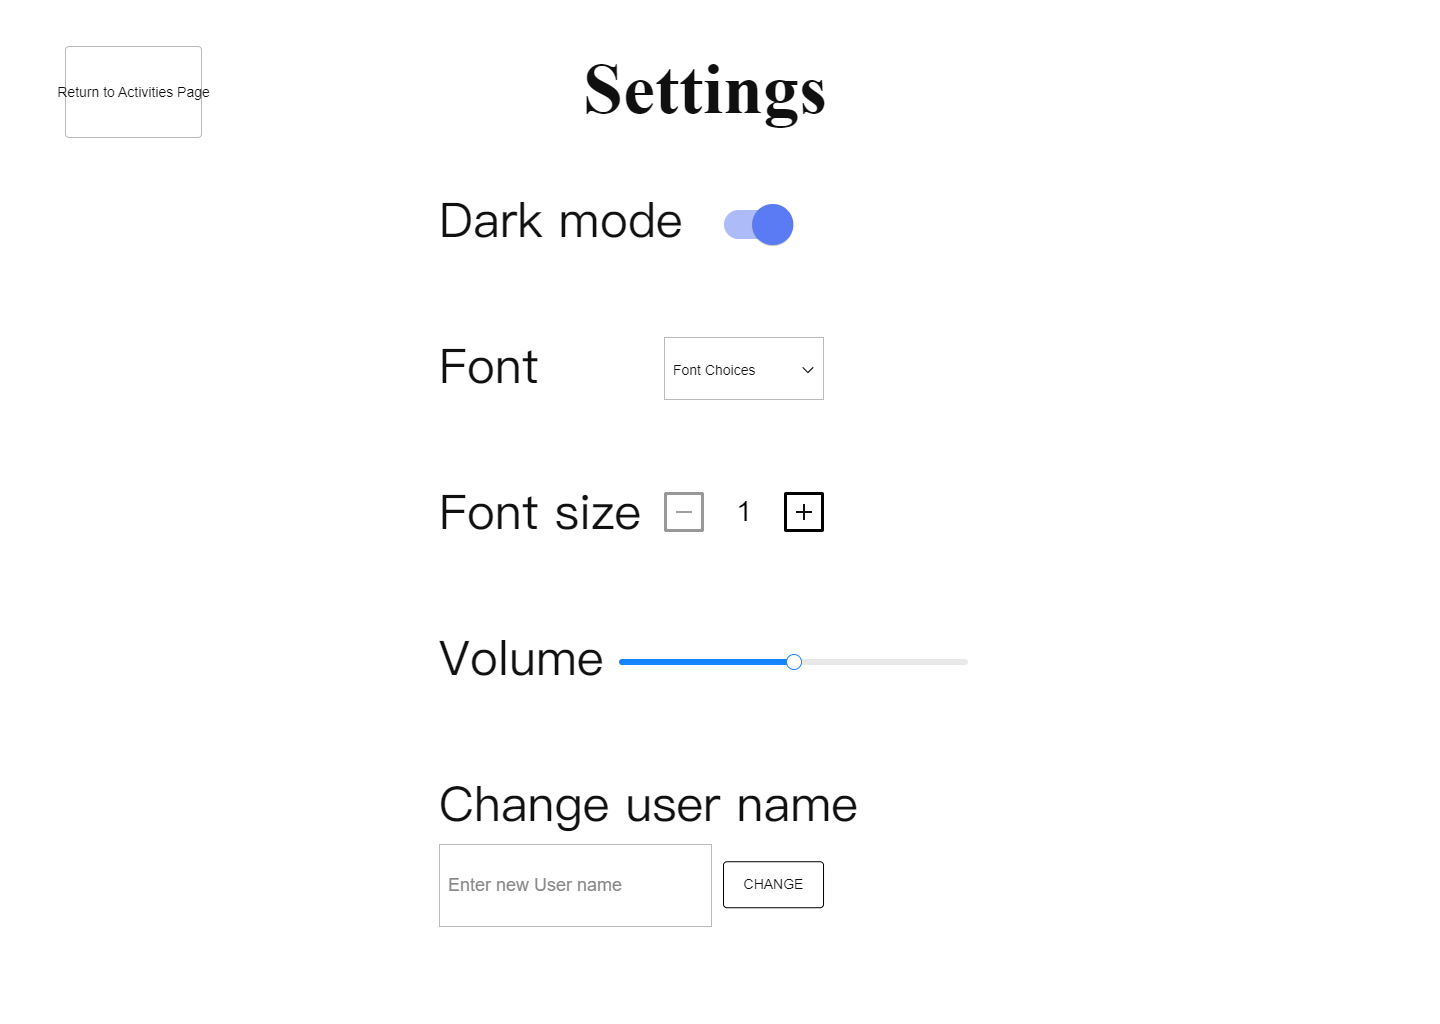 Return to Activities Page
Settings
Dark mode
Font
Font Choices
Font size
1
Volume
Change user name
Enter new User name
CHANGE